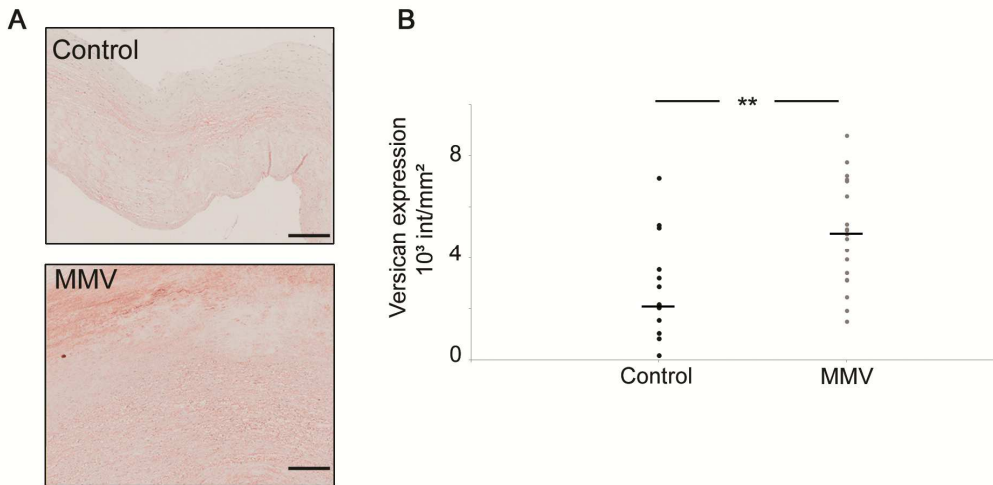 A
Control
MMV
B
**
Versican expression
10³ int/mm²
8
4
0
Control
MMV